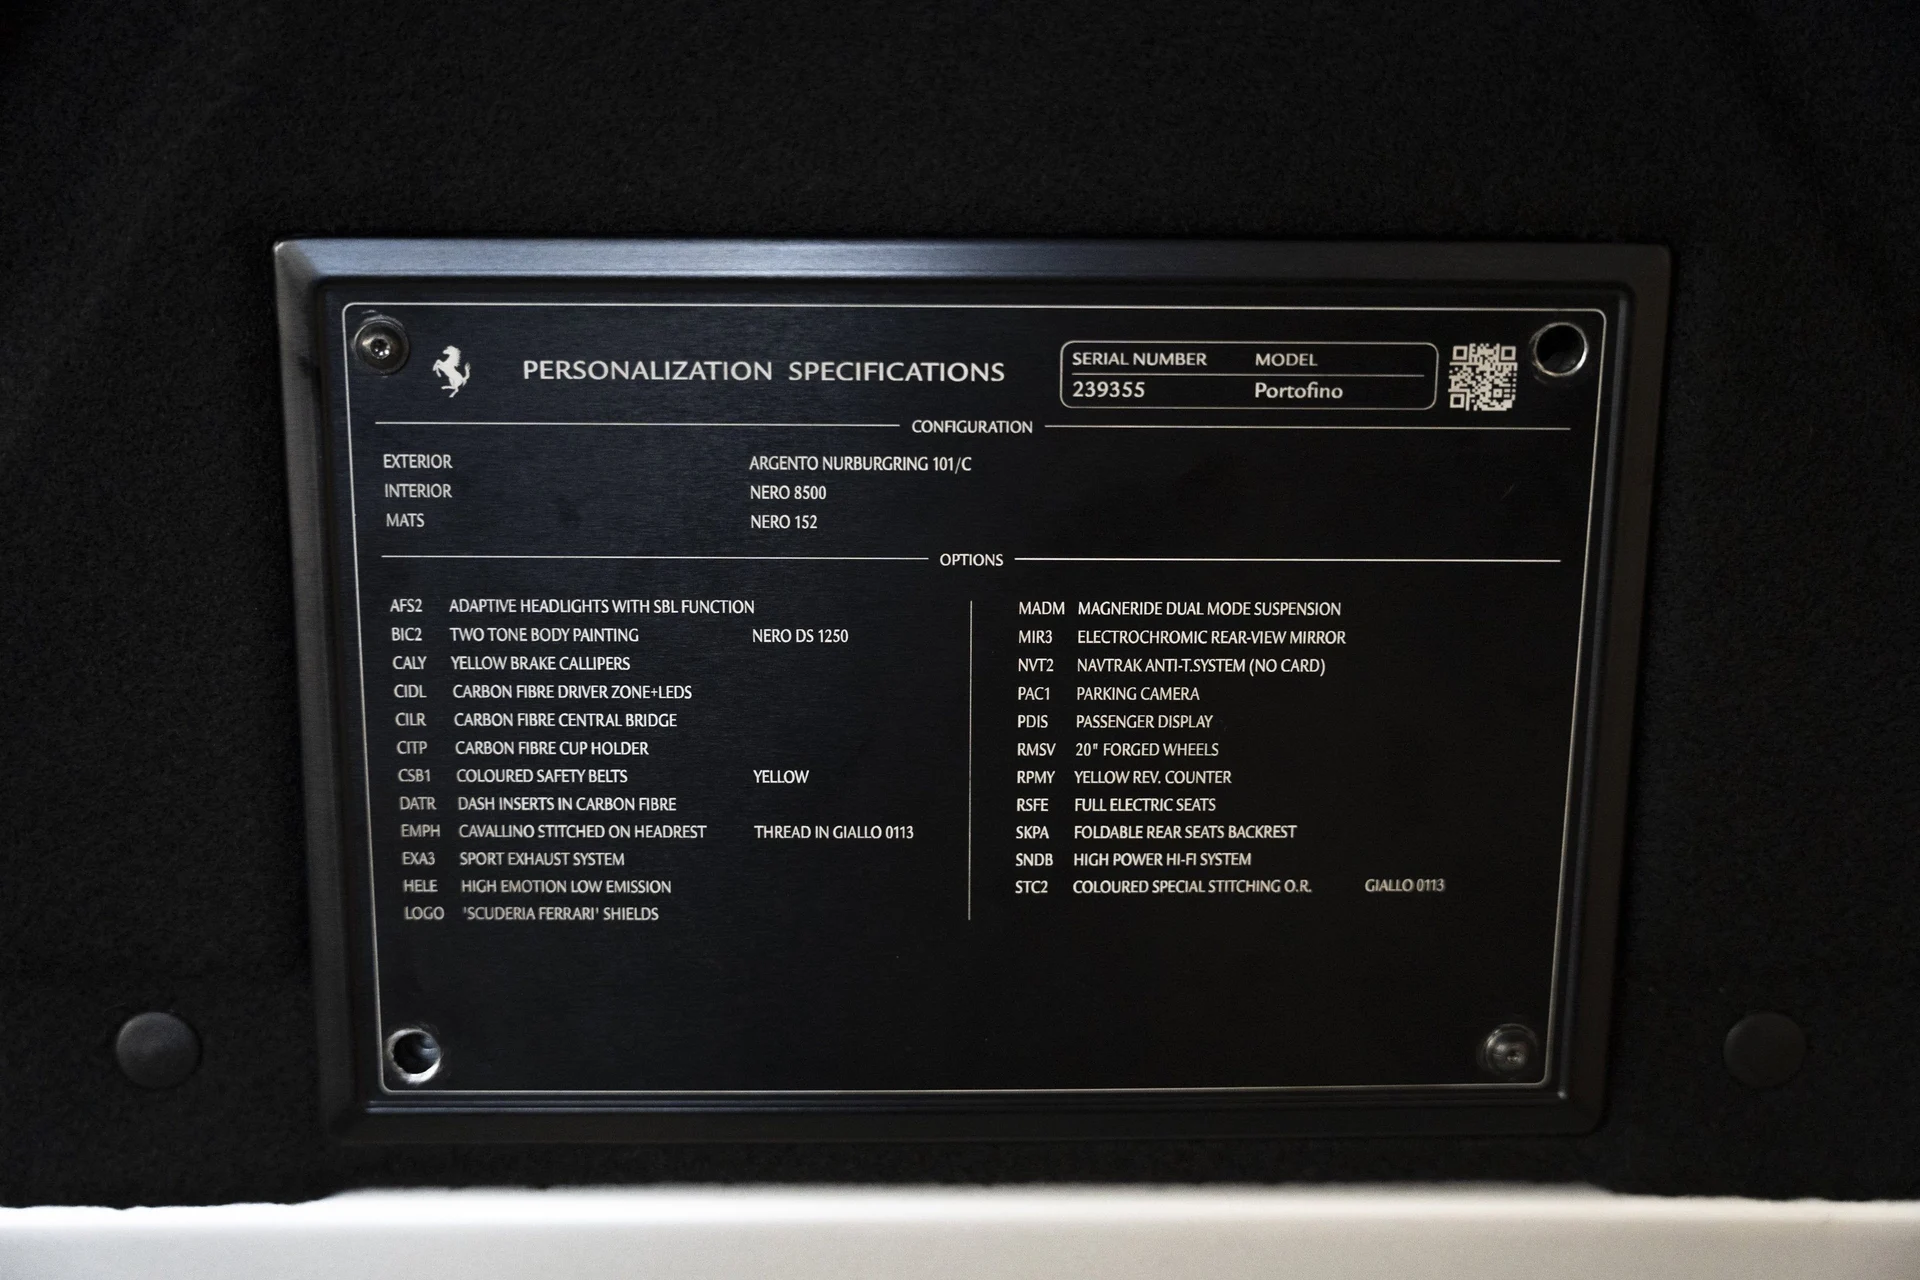 PERSONALIZATION SPECIFICATIONS
SERIAL NUMBER MODEL
239355 Portofino
CONFIGURATION
EXTERIOR ARGENTO NURBURGRING 101/C
INTERIOR NERO 8500
MATS NERO 152
OPTIONS
AFS2 ADAPTIVE HEADLIGHTS WITH SBL FUNCTION
BIC2 TWO TONE BODY PAINTING NERO DS 1250
CALY YELLOW BRAKE CALLIPERS
CIDL CARBON FIBRE DRIVER ZONE+LEDS
CILR CARBON FIBRE CENTRAL BRIDGE
CITP CARBON FIBRE CUP HOLDER
CSB1 COLOURED SAFETY BELTS YELLOW
DATR DASH INSERTS IN CARBON FIBRE
EMPH CAVALLINO STITCHED ON HEADREST THREAD IN GIALLO 0113
EXA3 SPORT EXHAUST SYSTEM
HELE HIGH EMOTION LOW EMISSION
LOGO 'SCUDERIA FERRARI' SHIELDS
MADM MAGNERIDE DUAL MODE SUSPENSION
MIR3 ELECTROCHROMIC REAR-VIEW MIRROR
NVT2 NAVTRAK ANTI-T.SYSTEM (NO CARD)
PAC1 PARKING CAMERA
PDIS PASSENGER DISPLAY
RMSV 20" FORGED WHEELS
RPMY YELLOW REV. COUNTER
RSFE FULL ELECTRIC SEATS
SKPA FOLDABLE REAR SEATS BACKREST
SNDB HIGH POWER HI-FI SYSTEM
STC2 COLOURED SPECIAL STITCHING O.R. GIALLO 0113